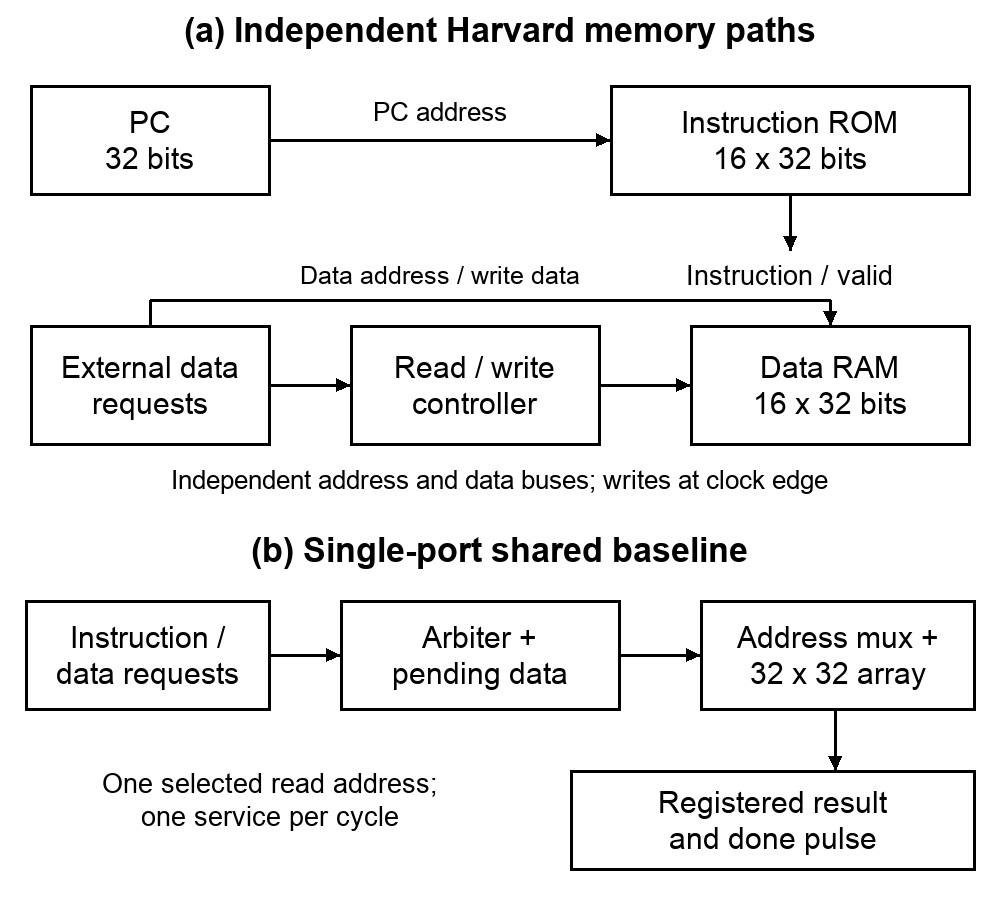 (a) Independent Harvard memory paths
PC
32 bits
PC address
Instruction ROM
16 x 32 bits
Data address / write data
Instruction / valid
External data
requests
Read / write
controller
Data RAM
16 x 32 bits
Independent address and data buses; writes at clock edge
(b) Single-port shared baseline
Instruction /
data requests
Arbiter +
pending data
Address mux +
32 x 32 array
One selected read address;
one service per cycle
Registered result
and done pulse